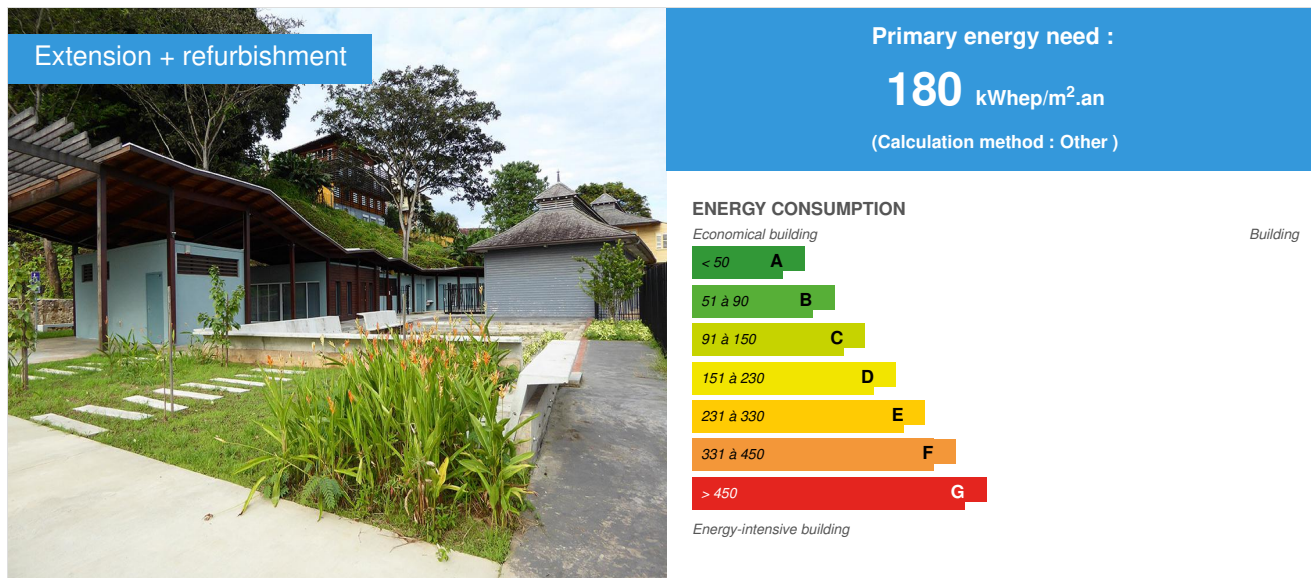 Extension + refurbishment
Primary energy need :
180 kWhep/m².an
(Calculation method : Other )
ENERGY CONSUMPTION
Economical building
Building
< 50 A
51 à 90 B
91 à 150 C
151 à 230 D
231 à 330 E
331 à 450 F
> 450 G
Energy-intensive building